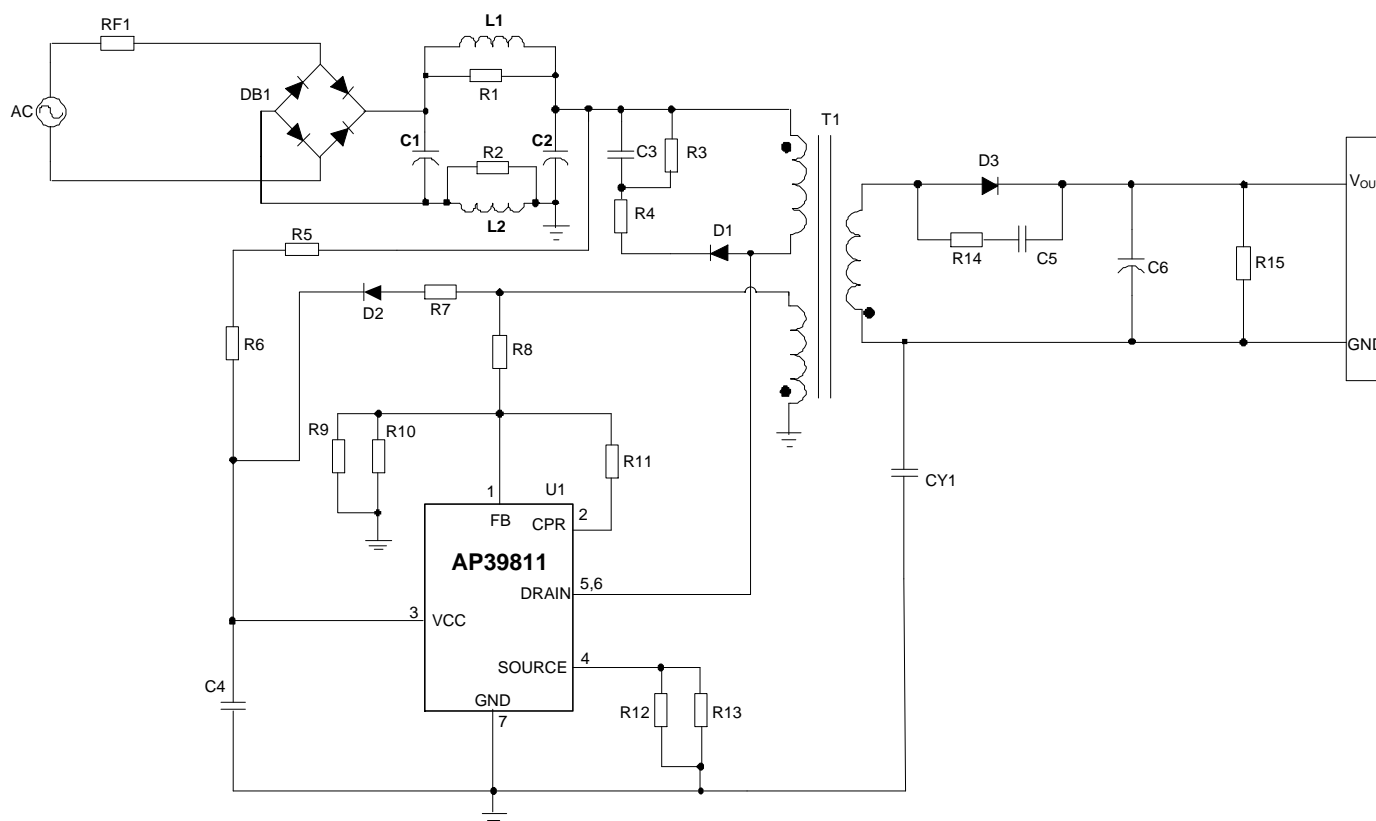 L1
RF1
R1
DB1
AC
C1
C2
R2
L2
C3
R3
R4
D1
T1
D3
R14
C5
C6
R15
V_OU
GND
R5
R6
D2
R7
R8
R9
R10
R11
1
U1
2
FB
CPR
AP39811
DRAIN
5,6
3
VCC
SOURCE
4
GND
7
C4
R12
R13
CY1